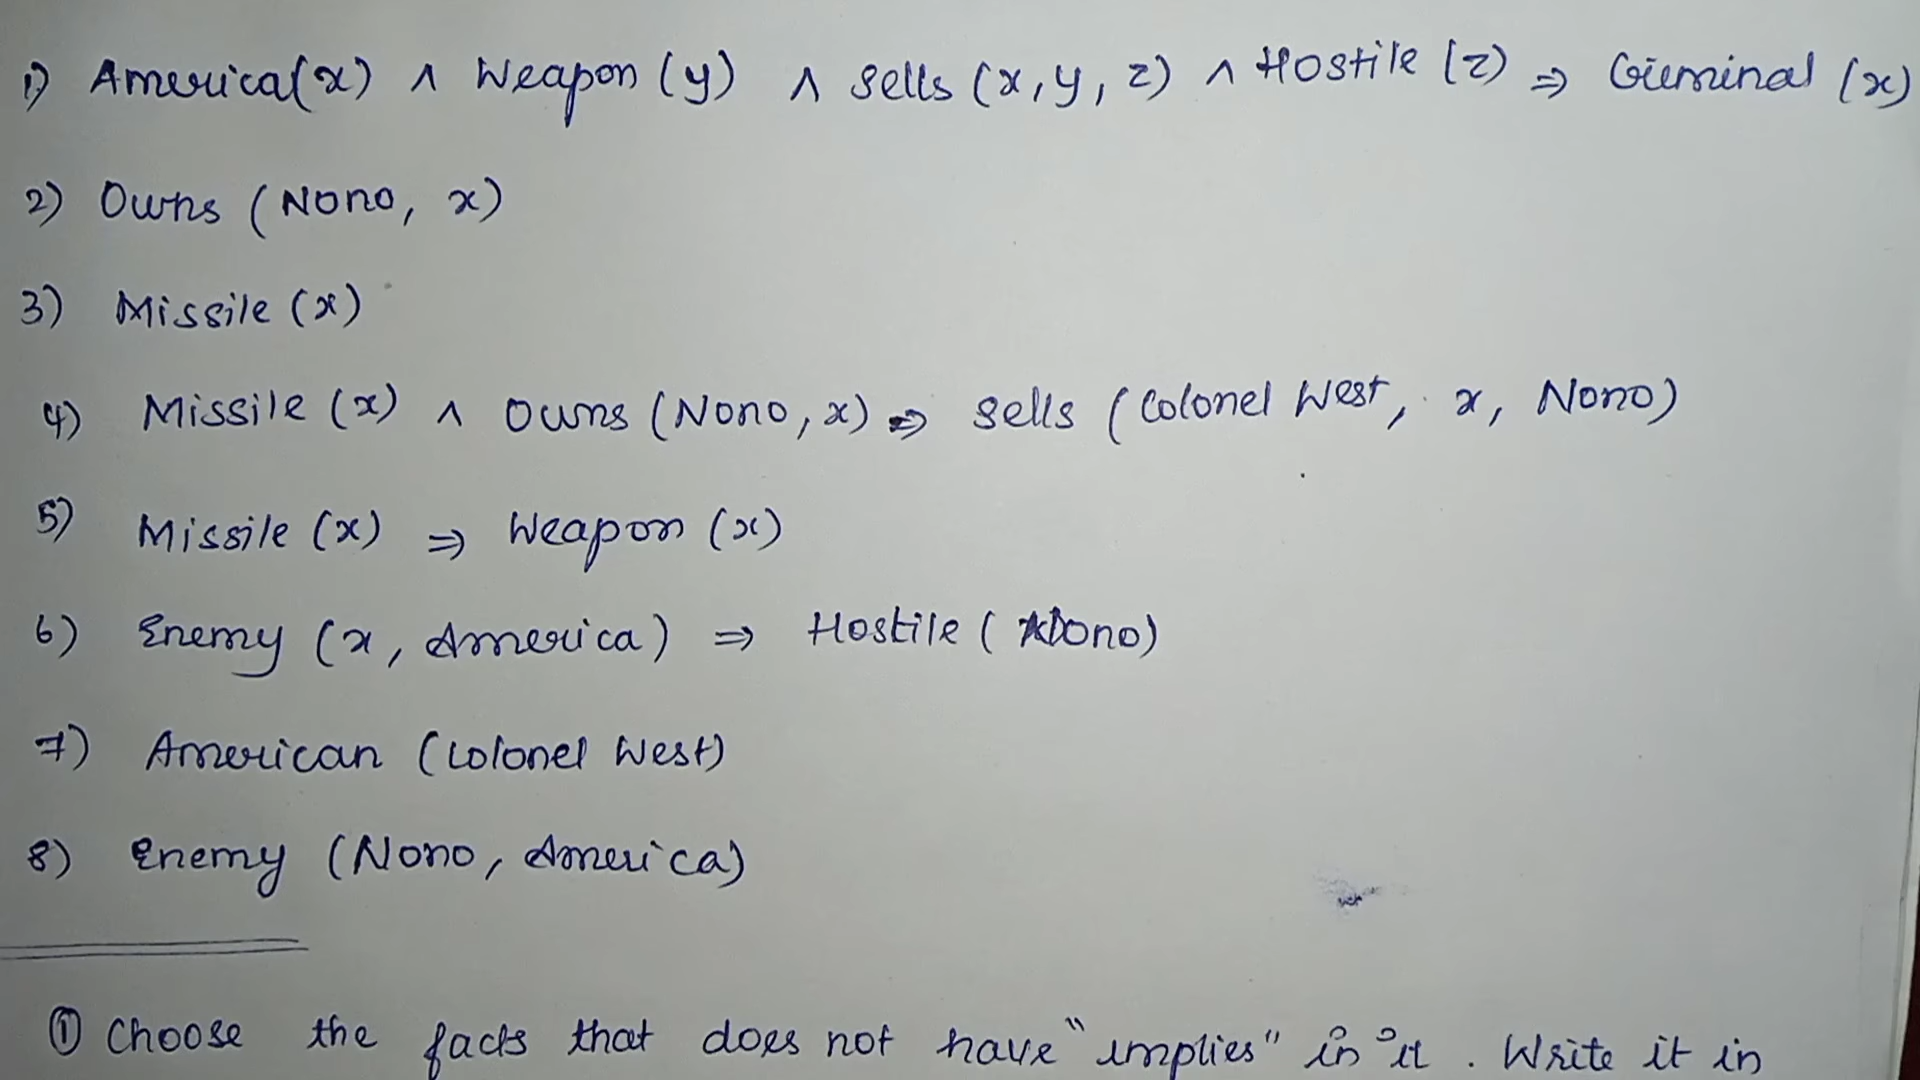 1) America(x) ∧ Weapon (y) ∧ Sells (x, y, z) ∧ Hostile (z) ⇒ Criminal (x)
2) Owns (Nono, x)
3) Missile (x)
4) Missile (x) ∧ Owns (Nono, x) ⇒ Sells (Colonel West, x, Nono)
5) Missile (x) ⇒ Weapon (x)
6) Enemy (x, America) ⇒ Hostile (Nono)
7) American (Colonel West)
8) Enemy (Nono, America)
① Choose the facts that does not have "implies" in it. Write it in